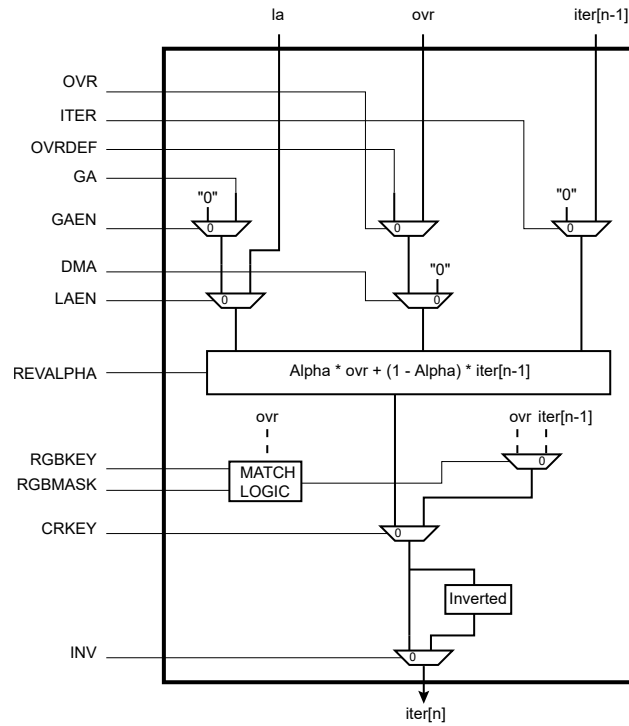 la ovr iter[n-1]
OVR
ITER
OVRDEF
GA
"0" "0"
GAEN 0 0 0
DMA "0"
LAEN 0 0
REVALPHA Alpha * ovr + (1 - Alpha) * iter[n-1]
ovr ovr iter[n-1]
RGBKEY MATCH 0
RGBMASK LOGIC
CRKEY 0
Inverted
INV 0
iter[n]